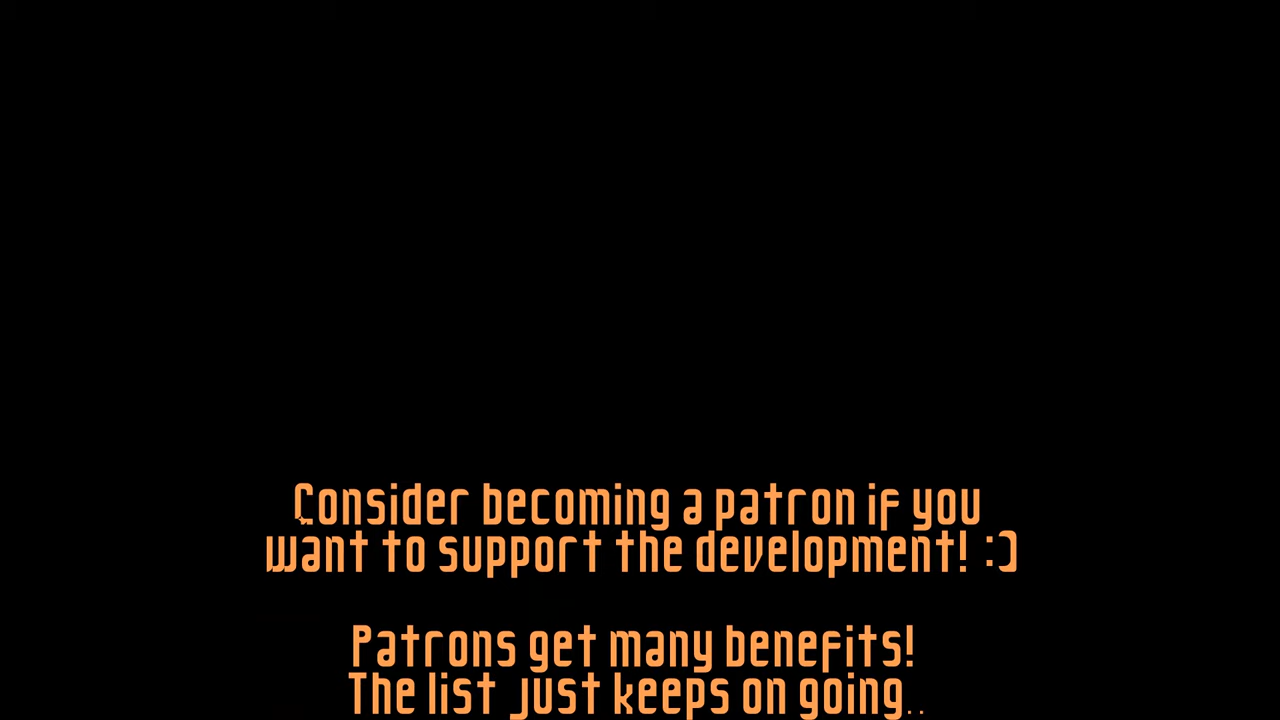 Consider becoming a patron if you
want to support the development! :)
Patrons get many benefits!
The list just keeps on going..